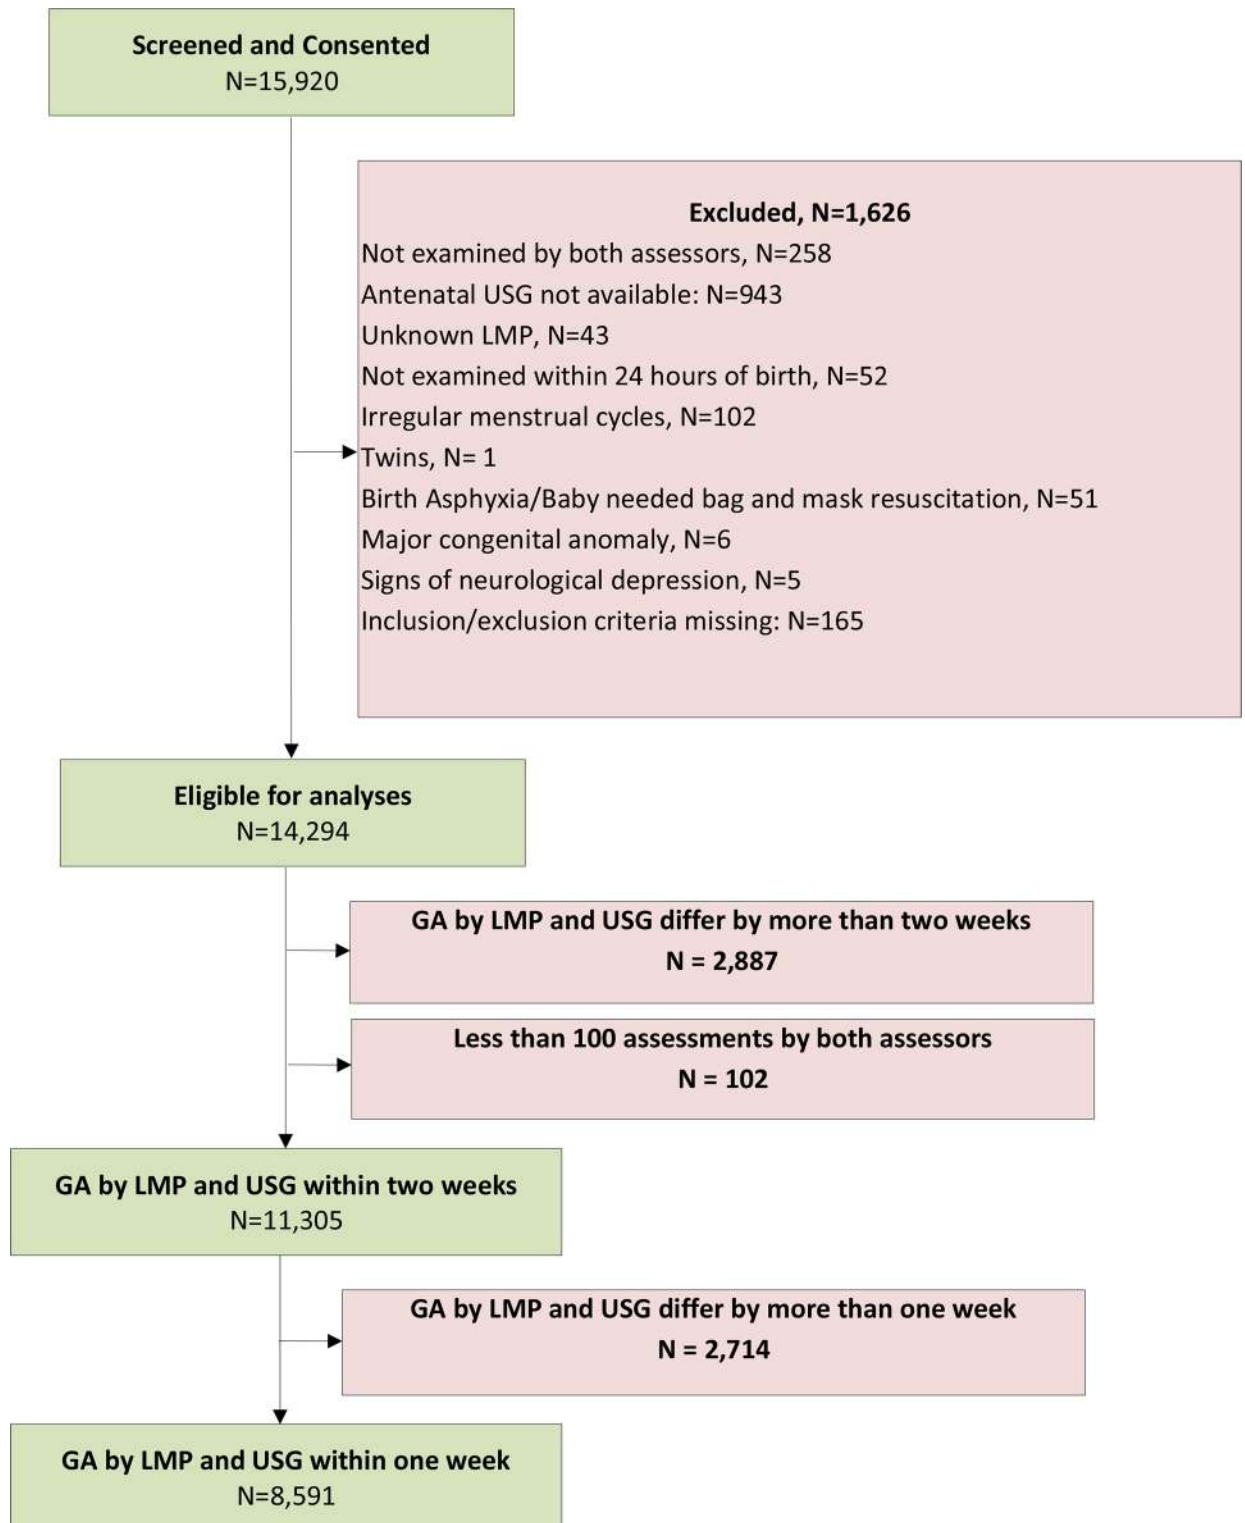 Screened and Consented
N=15,920
Excluded, N=1,626
Not examined by both assessors, N=258
Antenatal USG not available: N=943
Unknown LMP, N=43
Not examined within 24 hours of birth, N=52
Irregular menstrual cycles, N=102
Twins, N= 1
Birth Asphyxia/Baby needed bag and mask resuscitation, N=51
Major congenital anomaly, N=6
Signs of neurological depression, N=5
Inclusion/exclusion criteria missing: N=165
Eligible for analyses
N=14,294
GA by LMP and USG differ by more than two weeks
N = 2,887
Less than 100 assessments by both assessors
N = 102
GA by LMP and USG within two weeks
N=11,305
GA by LMP and USG differ by more than one week
N = 2,714
GA by LMP and USG within one week
N=8,591